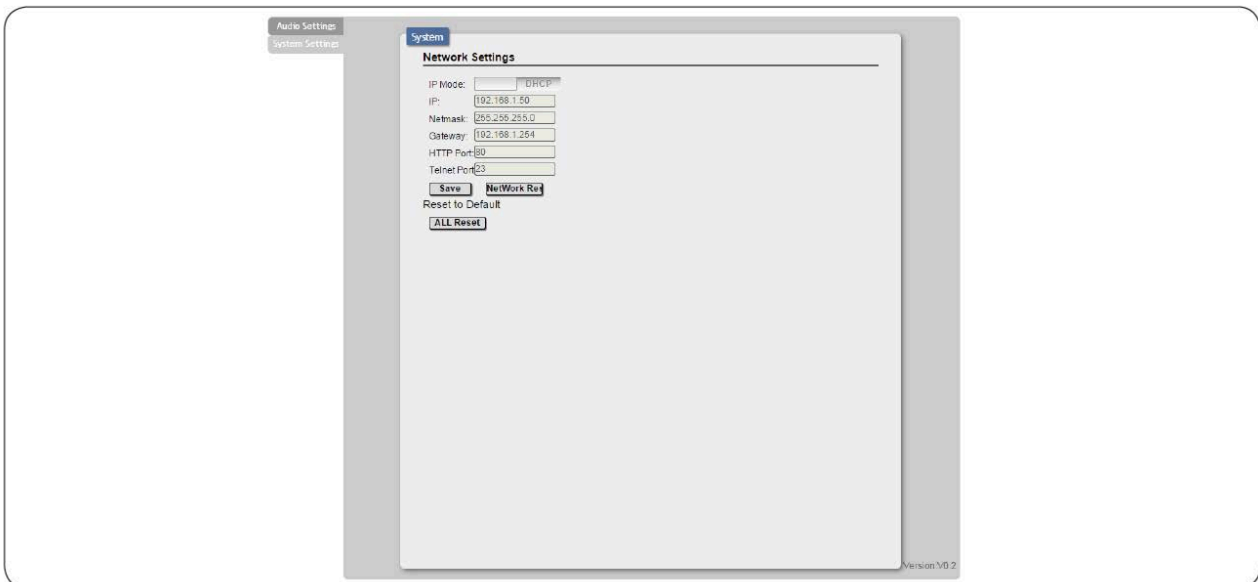 Audio Settings
System Settings
System
Network Settings
IP Mode: DHCP
IP: 192.168.1.50
Netmask: 255.255.255.0
Gateway: 192.168.1.254
HTTP Port: 80
Telnet Port 23
Save NetWork Res
Reset to Default
ALL Reset
Version:V0.2